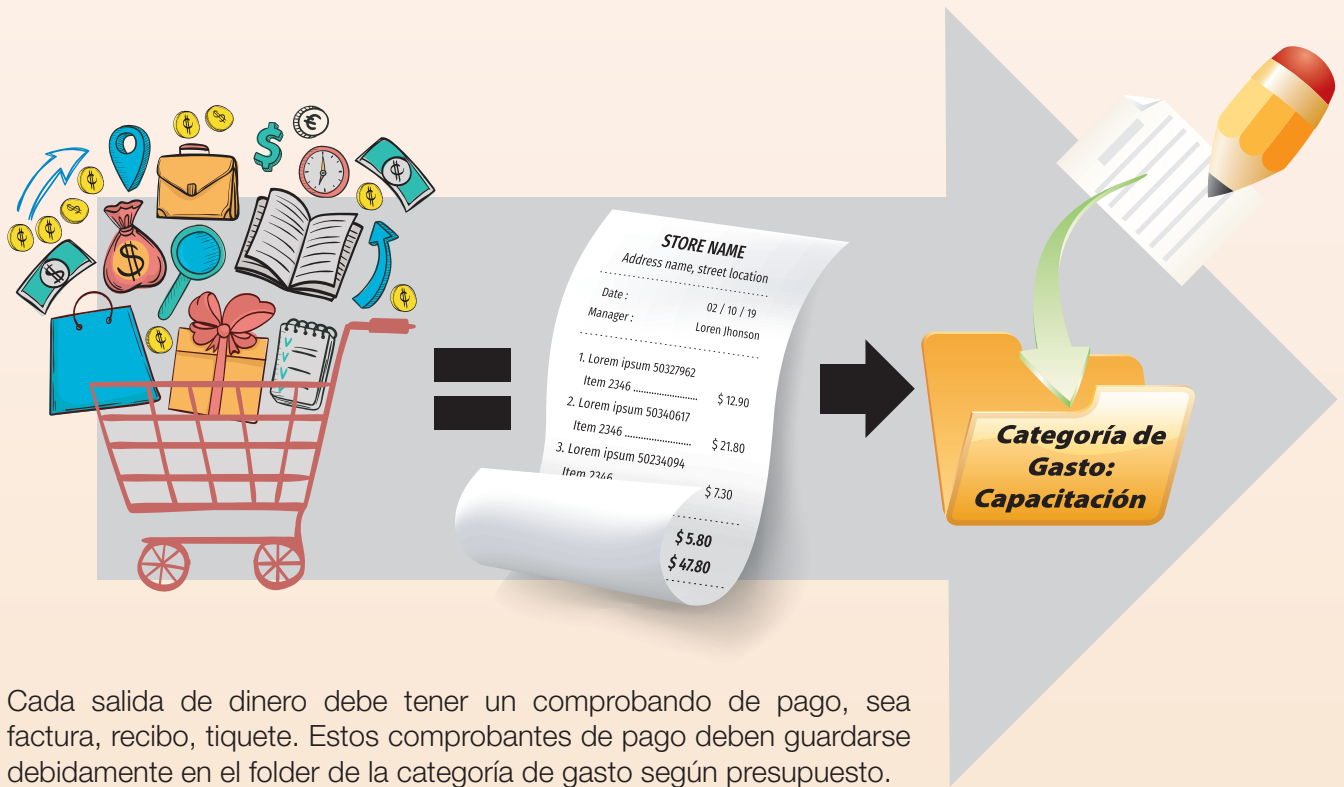 STORE NAME
Address name, street location
Date : 02 / 10 / 19
Manager : Loren Jhonson
1. Lorem ipsum 50327962
Item 2346 ........................ $ 12.90
2. Lorem ipsum 50340617
Item 2346 ........................ $ 21.80
3. Lorem ipsum 50234094
Item 2346 $ 7.30
$ 5.80
$ 47.80
Categoría de
Gasto:
Capacitación
Cada salida de dinero debe tener un comprobando de pago, sea
factura, recibo, tiquete. Estos comprobantes de pago deben guardarse
debidamente en el folder de la categoría de gasto según presupuesto.